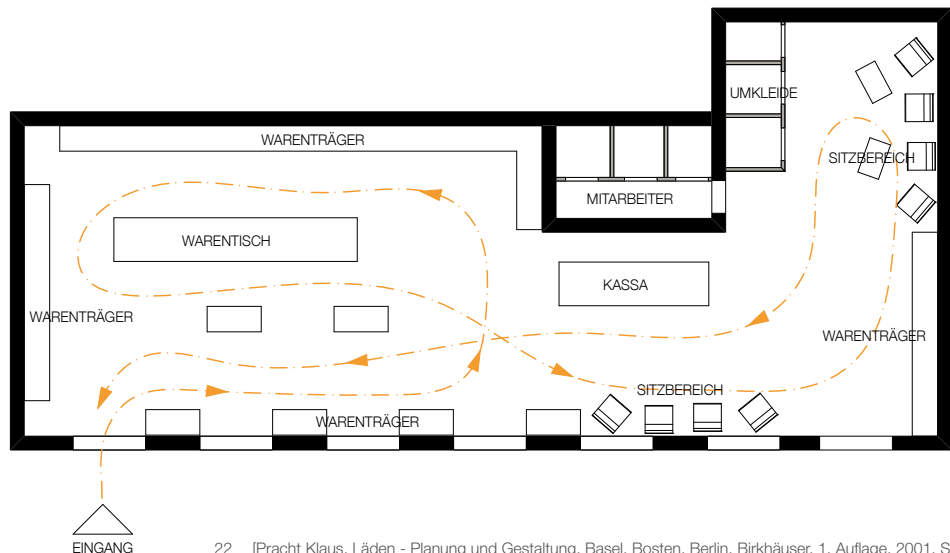 UMKLEIDE
WARENTRÄGER
SITZBEREICH
MITARBEITER
WARENTISCH
KASSA
WARENTRÄGER
WARENTRÄGER
SITZBEREICH
WARENTRÄGER
EINGANG
22 [Pracht Klaus, Läden - Planung und Gestaltung, Basel, Bosten, Berlin, Birkhäuser, 1. Auflage, 2001, S